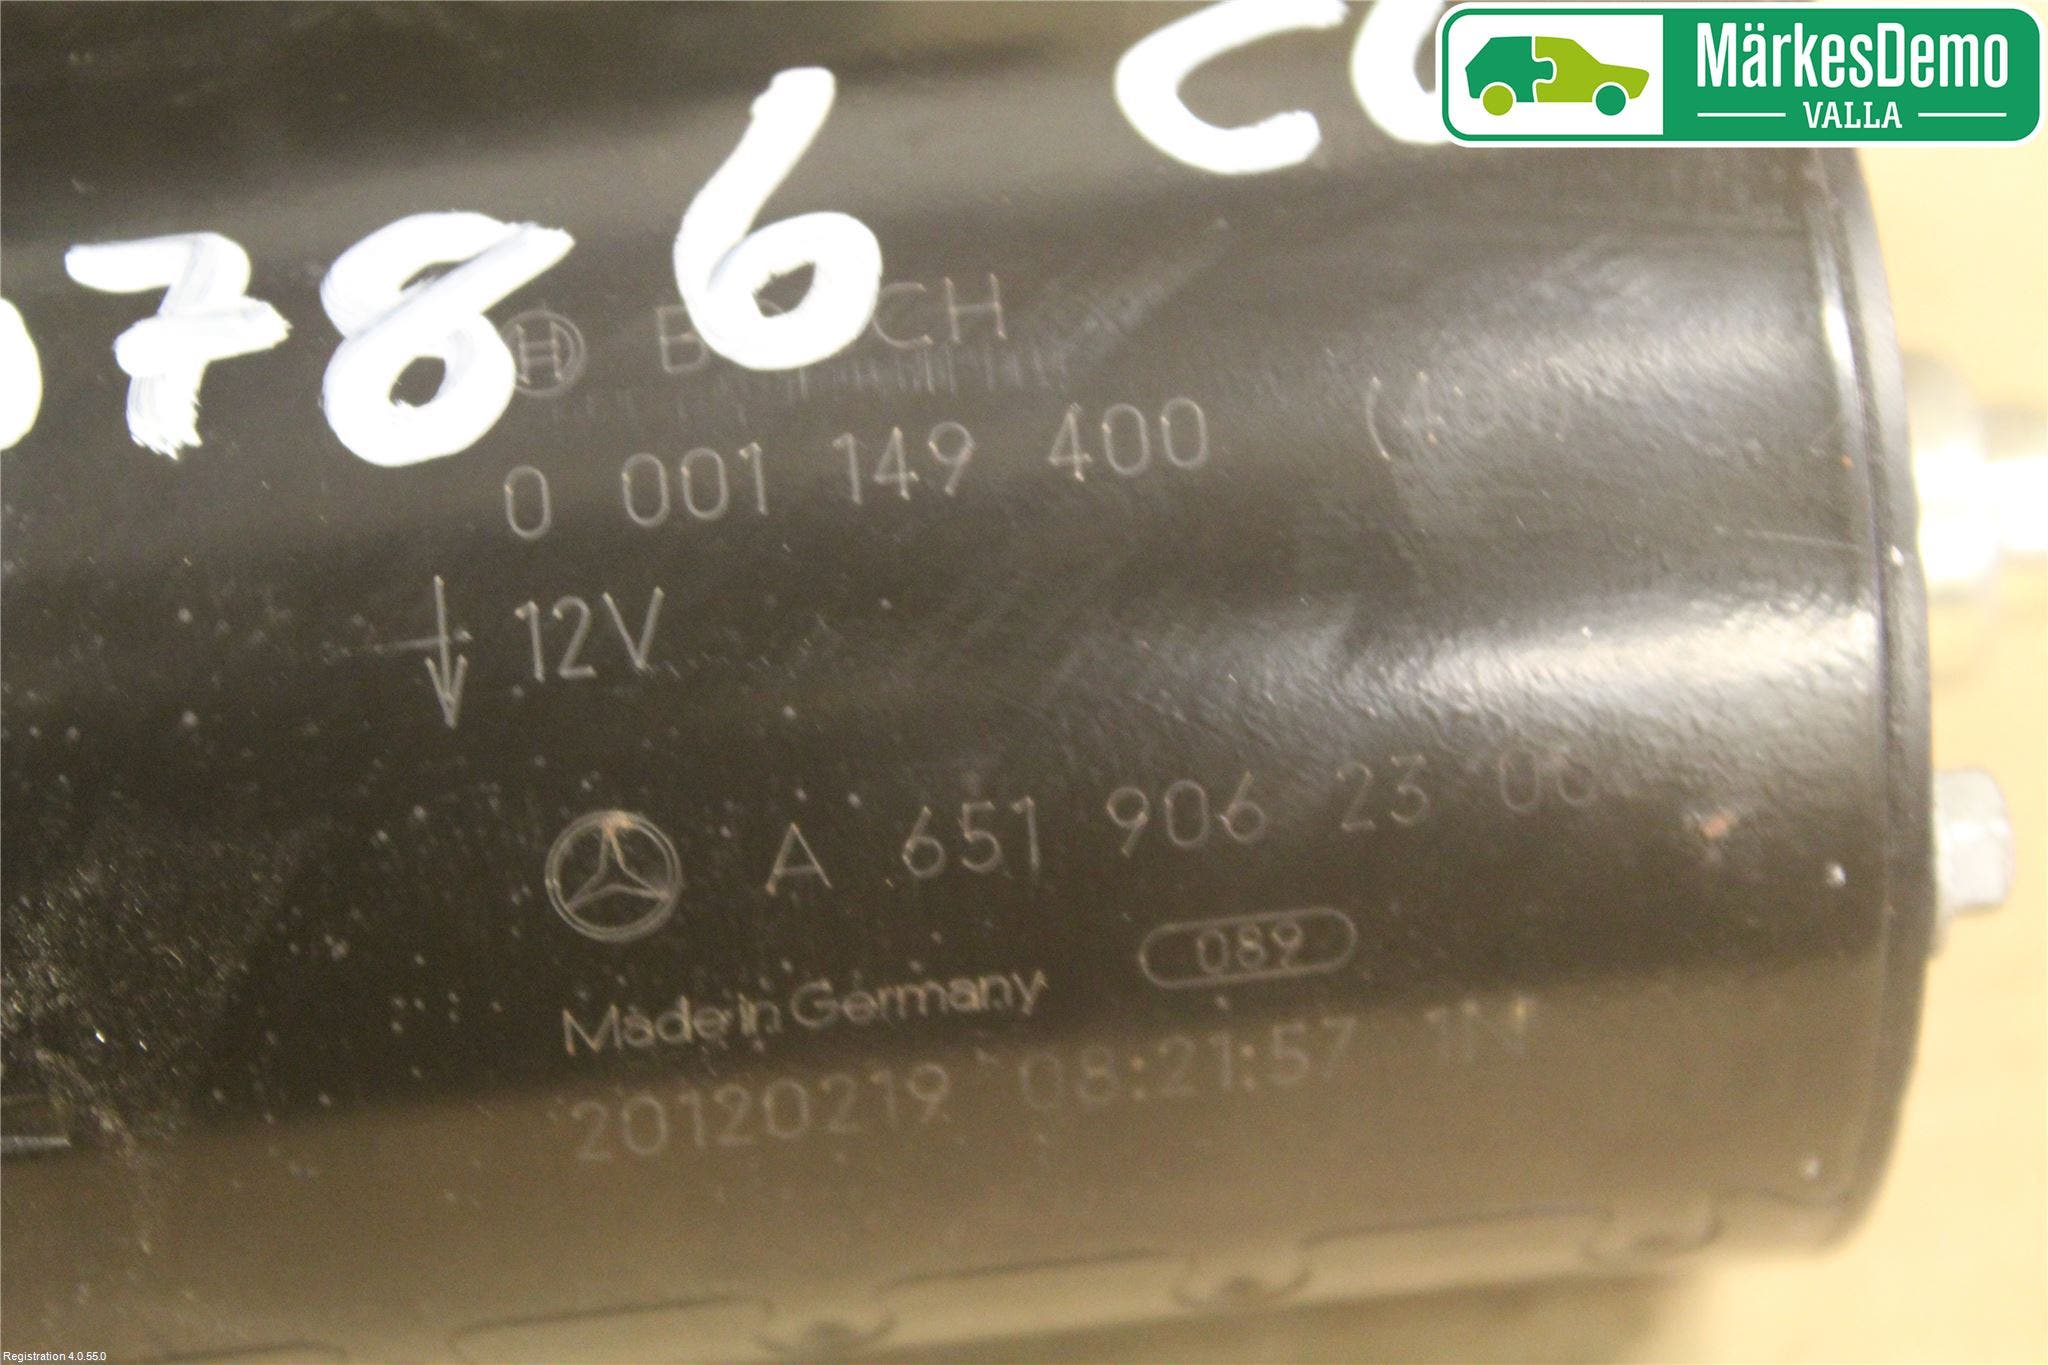 MärkesDemo
VALLA
786
BOSCH
0 001 149 400
12V
A 651 906 23 00
089
Made in Germany
20120219 08:21:57 1N
Registration 4.0.55.0